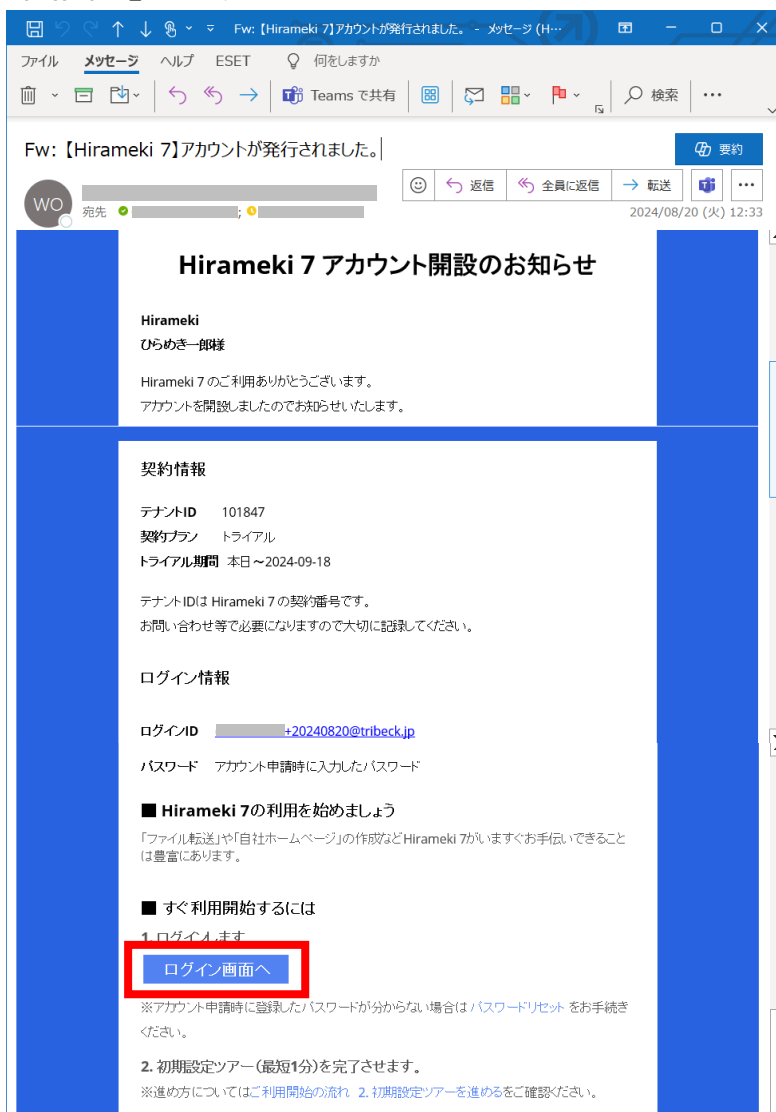 Fw:【Hirameki 7】アカウントが発行されました。 - メッセージ (H…
ファイル メッセージ ヘルプ ESET 何をしますか
Teams で共有 検索
Fw:【Hirameki 7】アカウントが発行されました。
要約
返信 全員に返信 転送
WO
宛先 ;
2024/08/20 (火) 12:33
Hirameki 7 アカウント開設のお知らせ
Hirameki
ひらめき一郎様
Hirameki 7 のご利用ありがとうございます。
アカウントを開設しましたのでお知らせいたします。
契約情報
テナントID 101847
契約プラン トライアル
トライアル期間 本日～2024-09-18
テナントIDは Hirameki 7 の契約番号です。
お問い合わせ等で必要になりますので大切に記録してください。
ログイン情報
ログインID +20240820@tribeck.jp
パスワード アカウント申請時に入力したパスワード
■ Hirameki 7の利用を始めましょう
「ファイル転送」や「自社ホームページ」の作成などHirameki 7がいますぐお手伝いできること
は豊富にあります。
■ すぐ利用開始するには
1. ログインします
ログイン画面へ
※アカウント申請時に登録したパスワードが分からない場合は パスワードリセット をお手続き
ください。
2. 初期設定ツアー(最短1分)を完了させます。
※進め方についてはご利用開始の流れ 2. 初期設定ツアーを進めるをご確認ください。